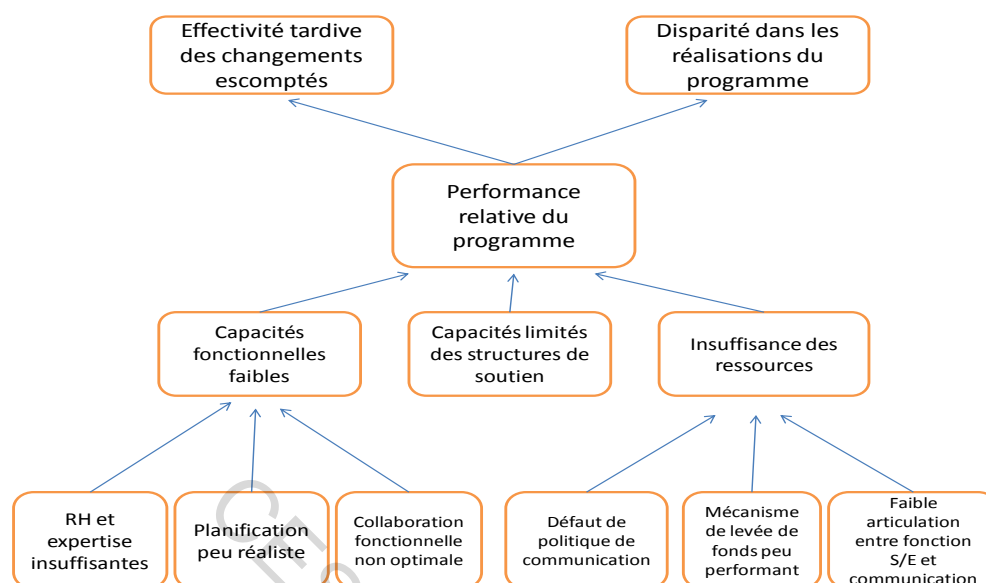 Effectivité tardive
des changements
escomptés
Disparité dans les
réalisations du
programme
Performance
relative du
programme
Capacités
fonctionnelles
faibles
Capacités limités
des structures de
soutien
Insuffisance des
ressources
RH et
expertise
insuffisantes
Planification
peu réaliste
Collaboration
fonctionnelle
non optimale
Défaut de
politique de
communication
Mécanisme
de levée de
fonds peu
performant
Faible
articulation
entre fonction
S/E et
communication